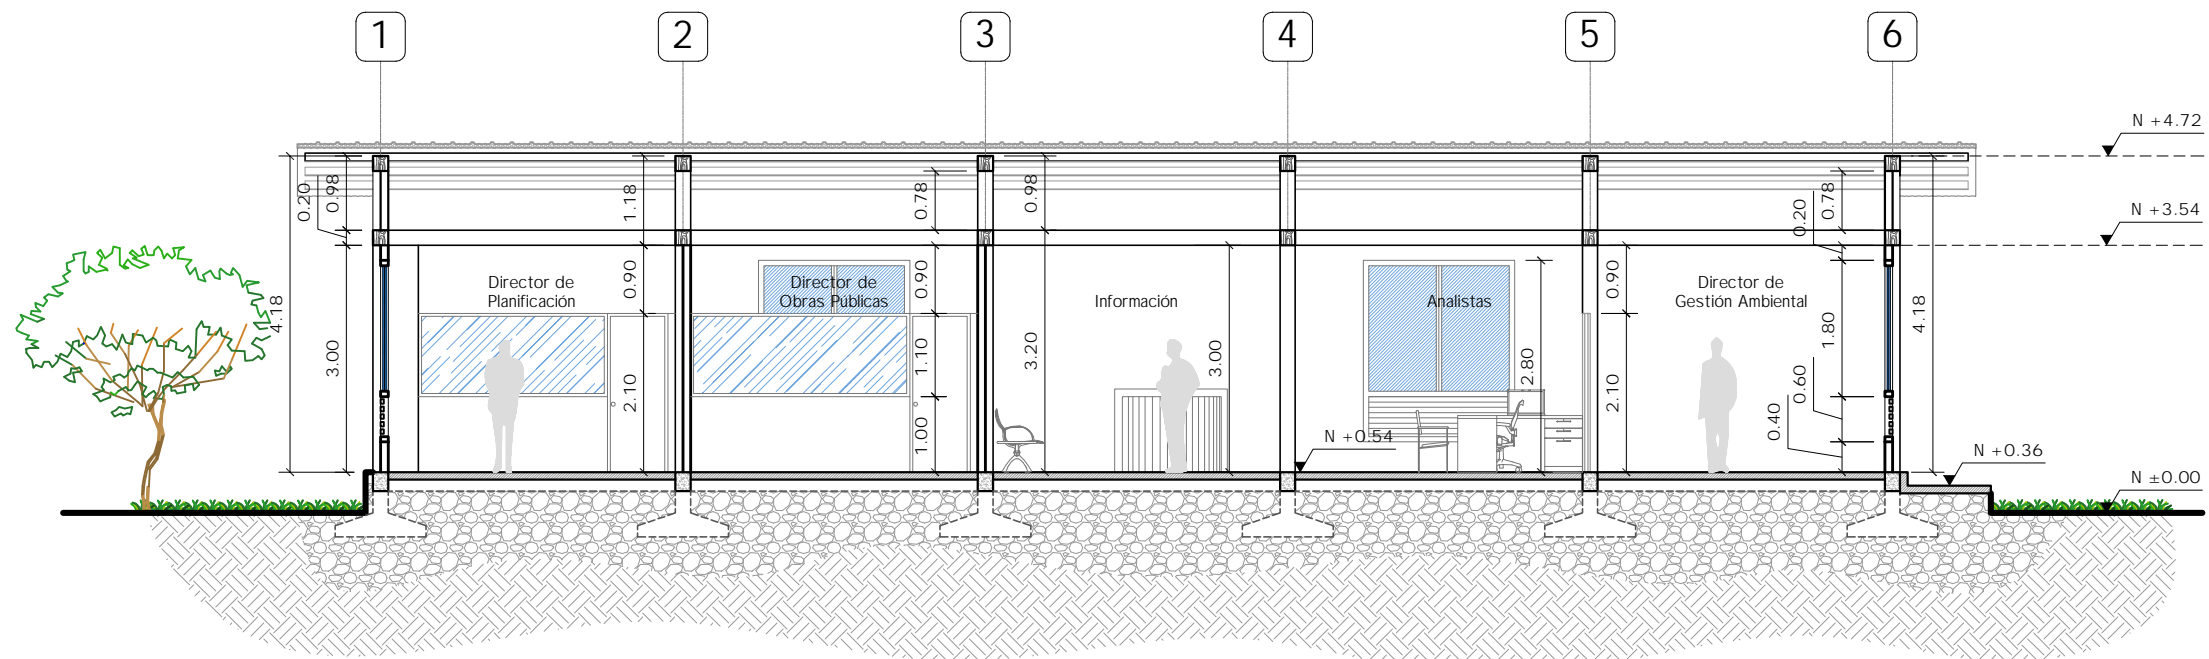 1 2 3 4 5 6
N +4.72
0.20
0.98
1.18
0.78
0.98
0.20
0.78
N +3.54
4.18
3.00
Director de
Planificación
0.90
2.10
Director de
Obras Públicas
0.90
1.10
1.00
3.20
Información
3.00
N +0.54
Analistas
2.80
0.90
2.10
Director de
Gestión Ambiental
1.80
0.60
0.40
4.18
N +0.36
N ±0.00